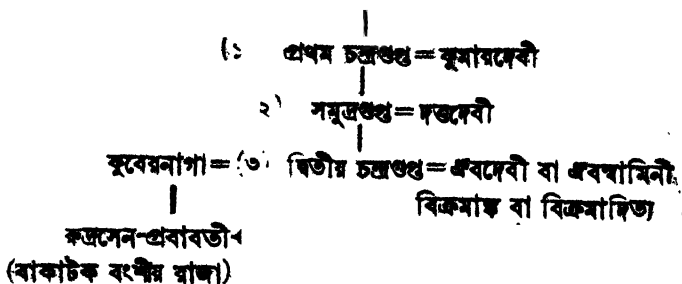 (১ প্রথম চন্দ্রগুপ্ত = কুমারদেবী
২) সমুদ্রগুপ্ত = দত্তদেবী
কুবেরনাগা = (৩) দ্বিতীয় চন্দ্রগুপ্ত = ধ্রুবদেবী বা ধ্রুবস্বামিনী
বিক্রমাঙ্ক বা বিক্রমাদিত্য
রুদ্রসেন-প্রবাবতী
(বাকাটক বংশীয় রাজা)